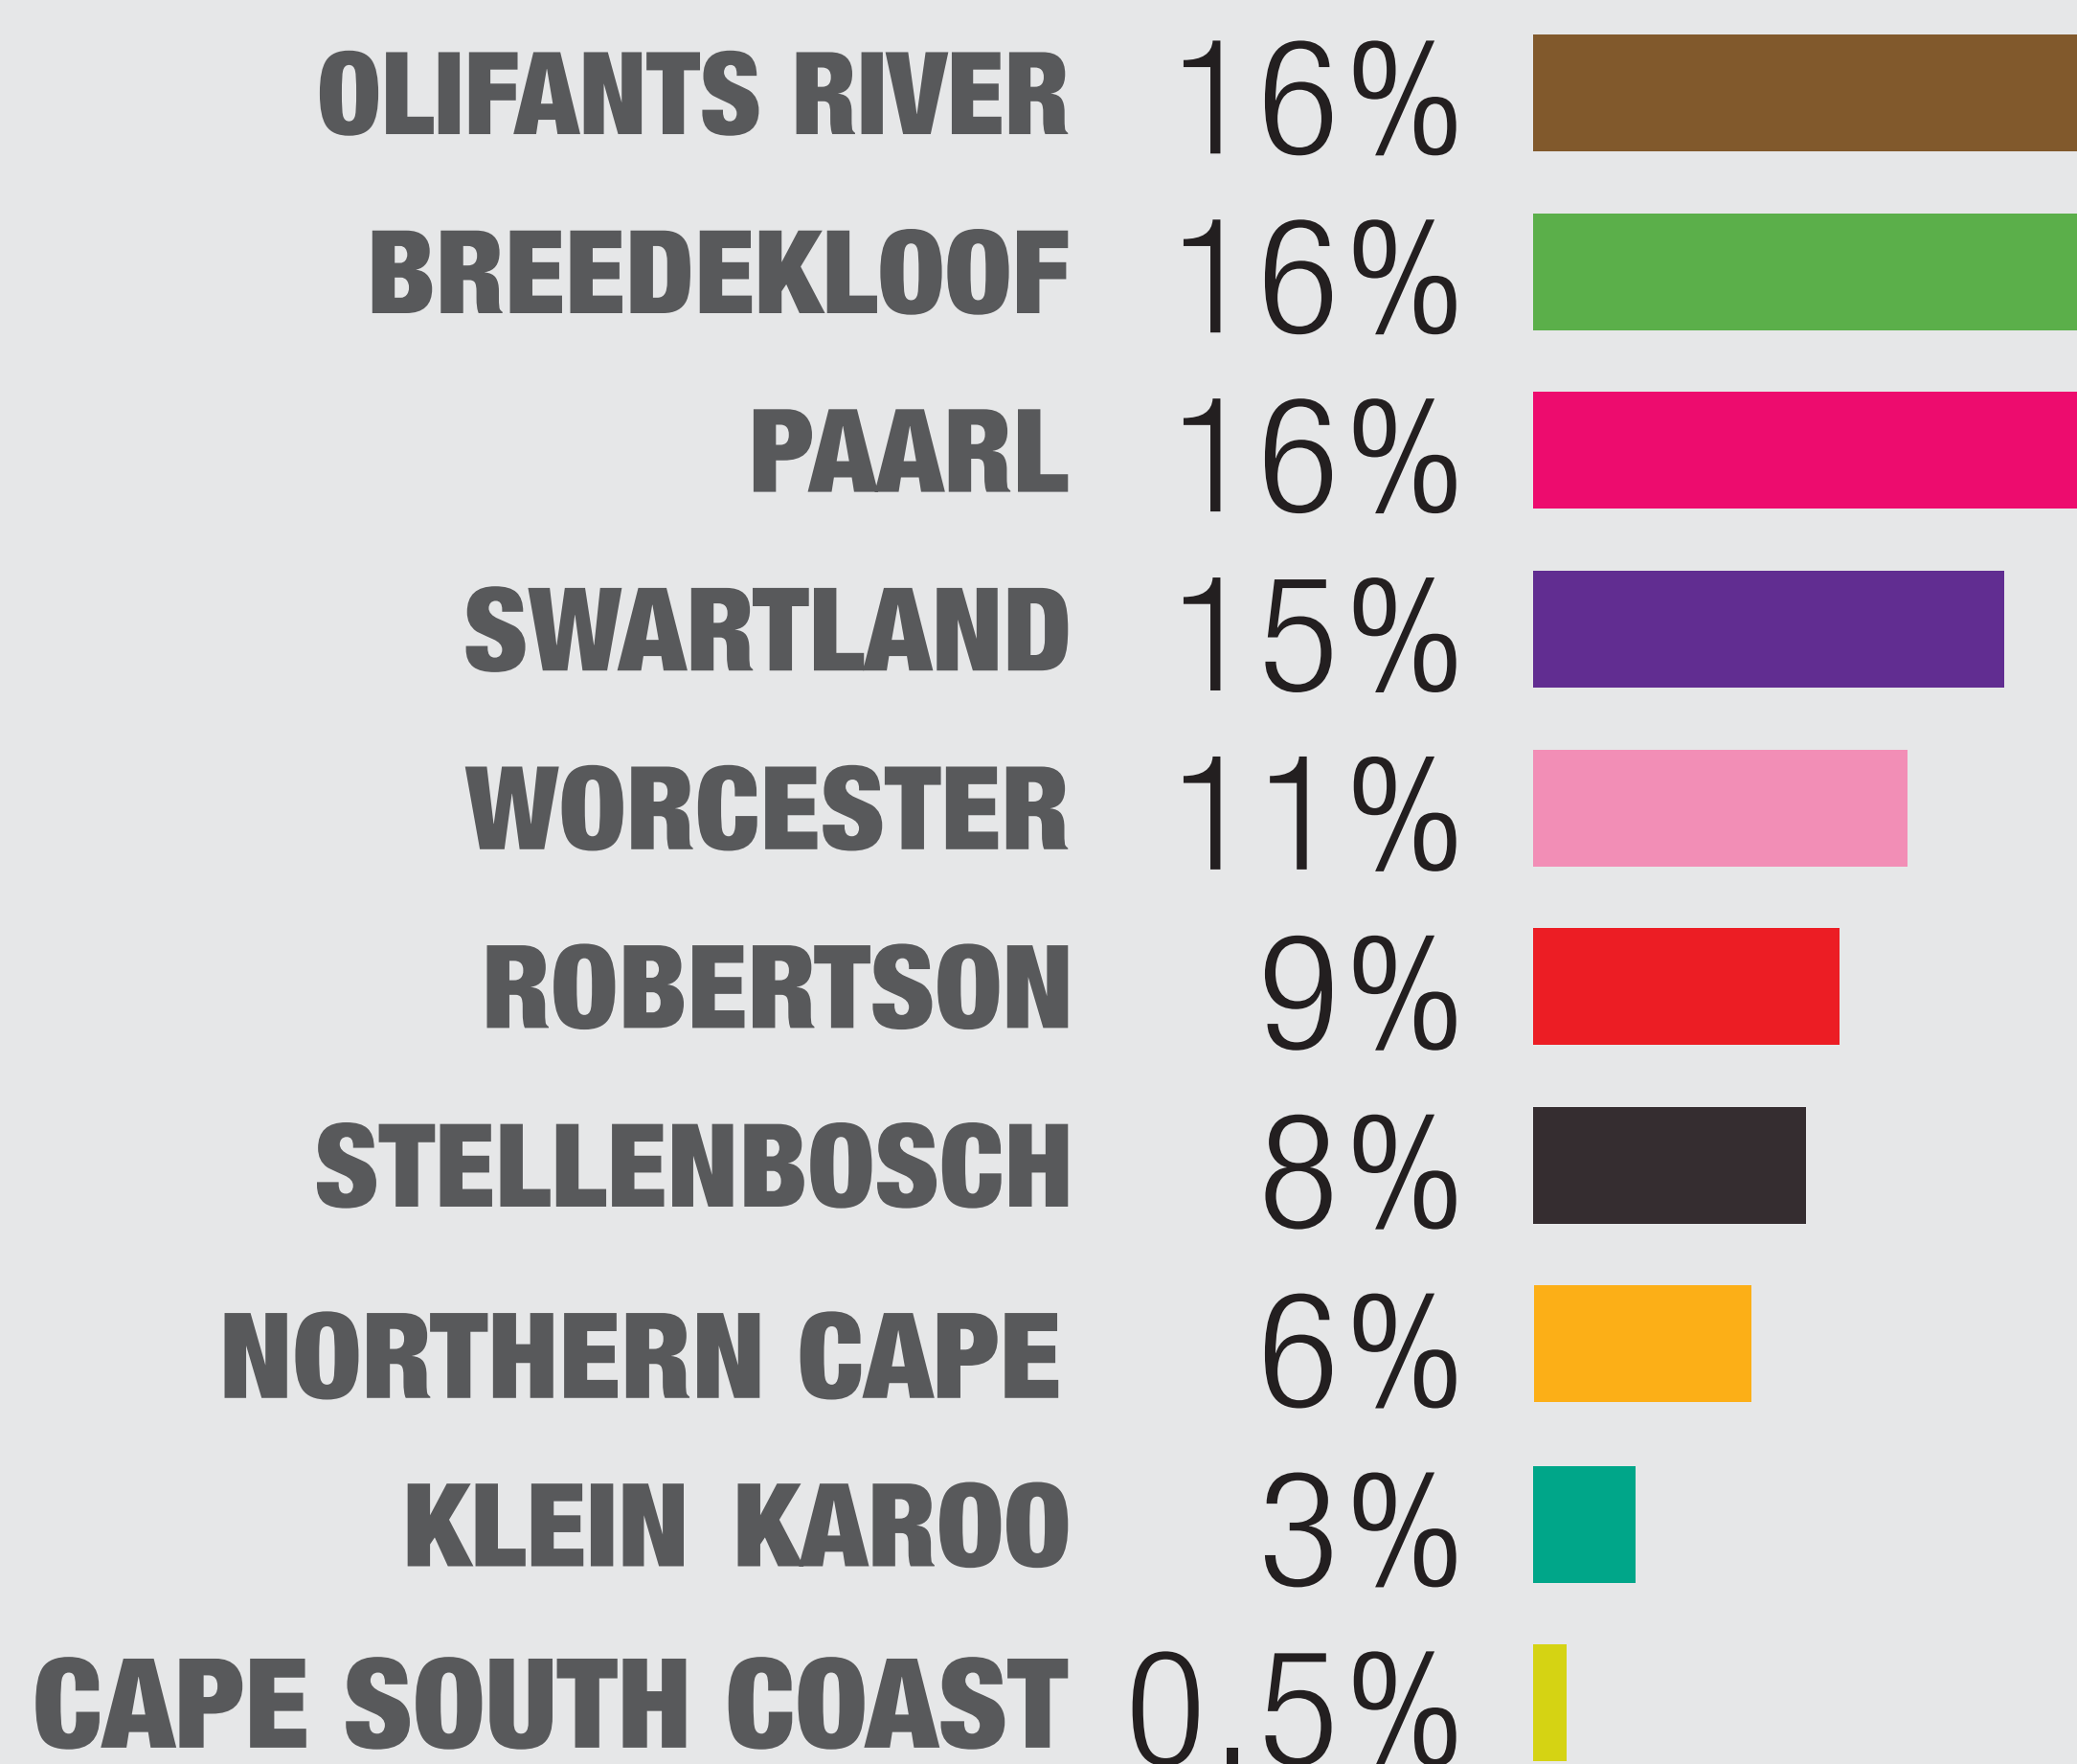 OLIFANTS RIVER 16%
BREEDEKLOOF 16%
PAARL 16%
SWARTLAND 15%
WORCESTER 11%
ROBERTSON 9%
STELLENBOSCH 8%
NORTHERN CAPE 6%
KLEIN KAROO 3%
CAPE SOUTH COAST 0.5%